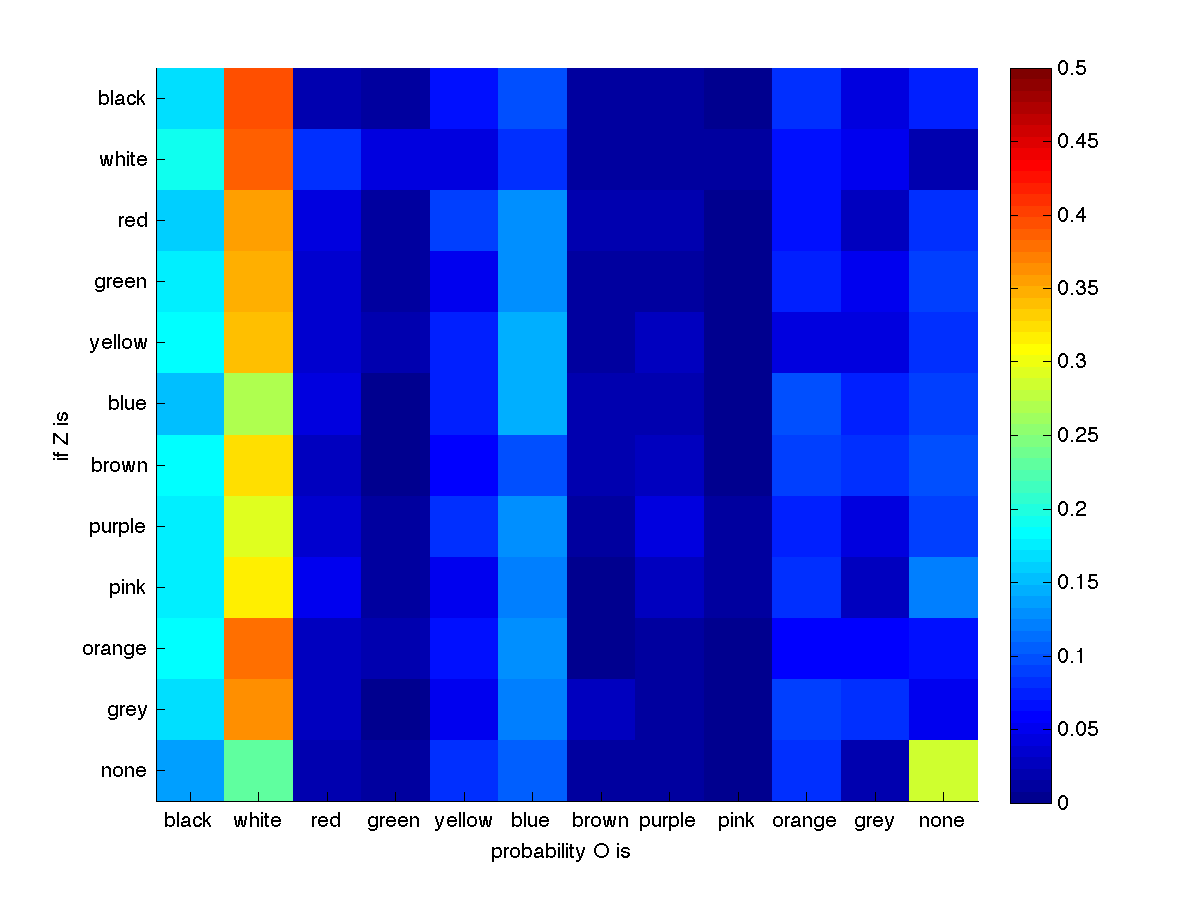 black
white
red
green
yellow
blue
brown
purple
pink
orange
grey
none
if Z is
black white red green yellow blue brown purple pink orange grey none
probability O is
0.5
0.45
0.4
0.35
0.3
0.25
0.2
0.15
0.1
0.05
0